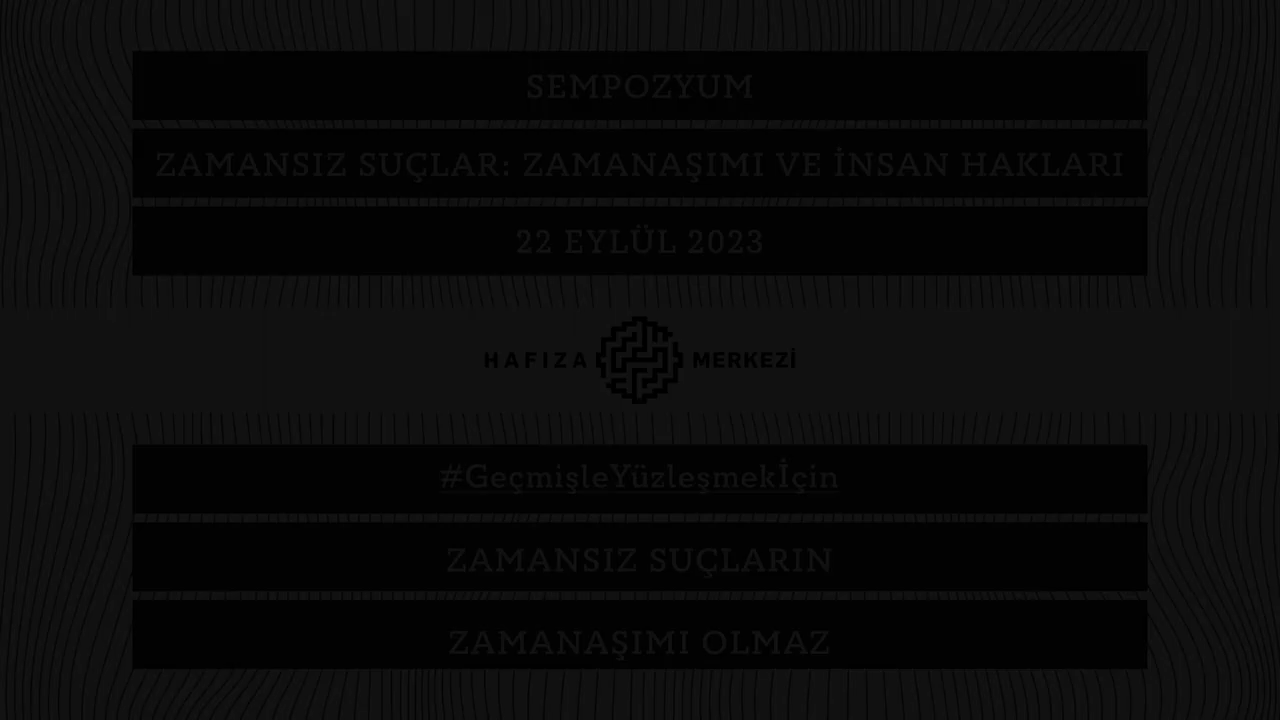 SEMPOZYUM
ZAMANSIZ SUÇLAR: ZAMANAŞIMI VE İNSAN HAKLARI
22 EYLÜL 2023
HAFIZA MERKEZİ
#GeçmişleYüzleşmekİçin
ZAMANSIZ SUÇLARIN
ZAMANAŞIMI OLMAZ